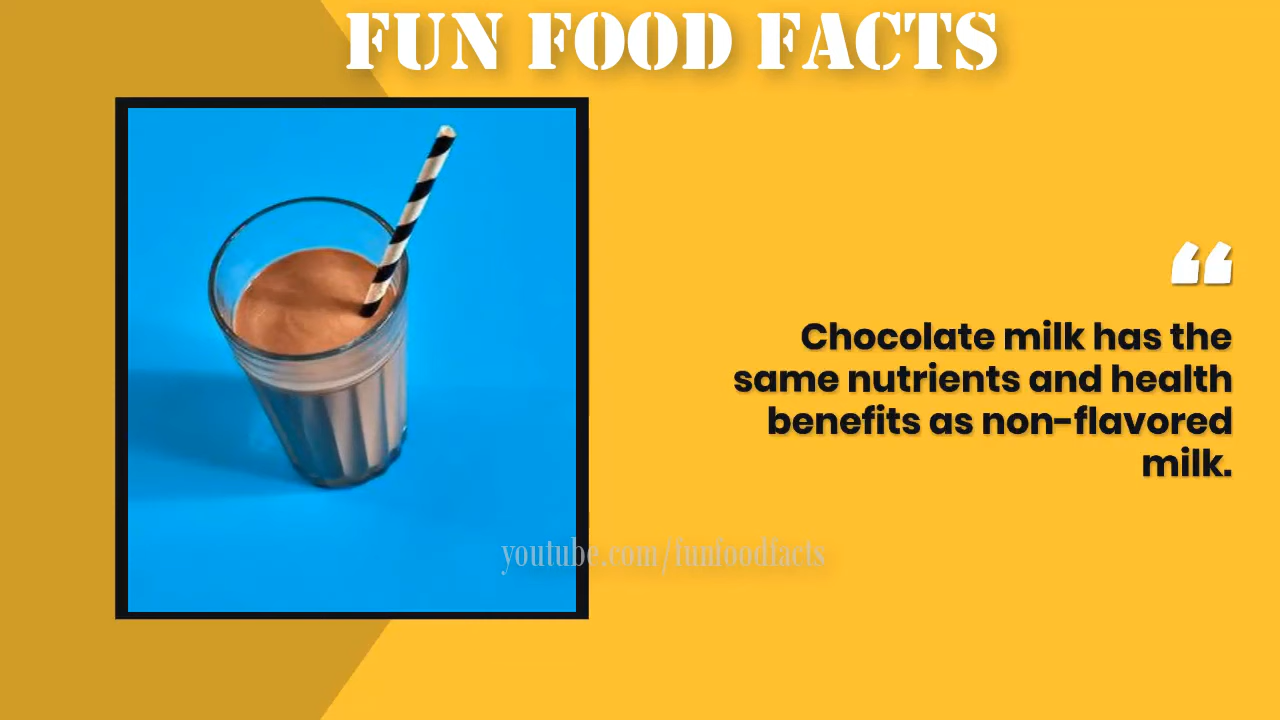 FUN FOOD FACTS
“
Chocolate milk has the
same nutrients and health
benefits as non-flavored
milk.
youtube.com/funfoodfacts